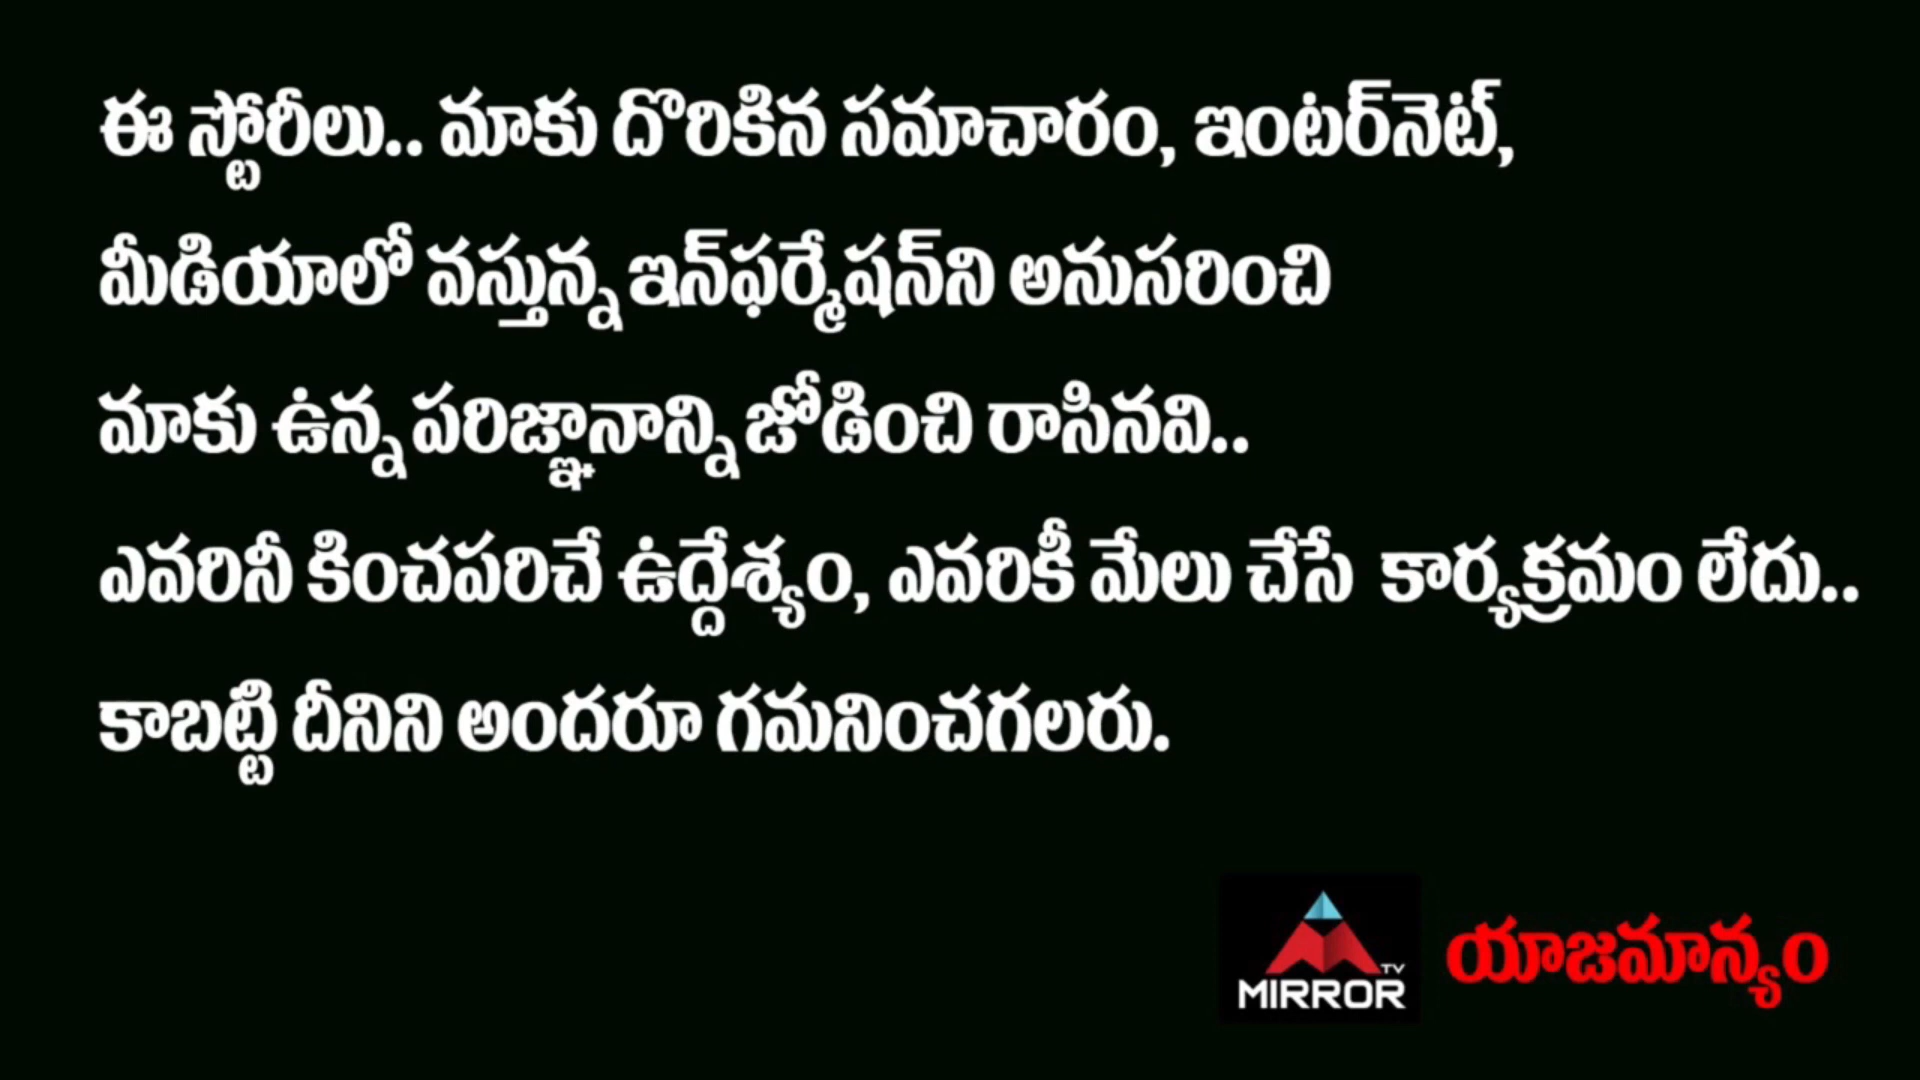 ఈ స్టోరీలు.. మాకు దొరికిన సమాచారం, ఇంటర్‌నెట్,
మీడియాలో వస్తున్న ఇన్‌ఫర్మేషన్‌ని అనుసరించి
మాకు ఉన్న పరిజ్ఞానాన్ని జోడించి రాసినవి..
ఎవరినీ కించపరిచే ఉద్దేశ్యం, ఎవరికీ మేలు చేసే కార్యక్రమం లేదు..
కాబట్టి దీనిని అందరూ గమనించగలరు.
MIRROR TV యాజమాన్యం